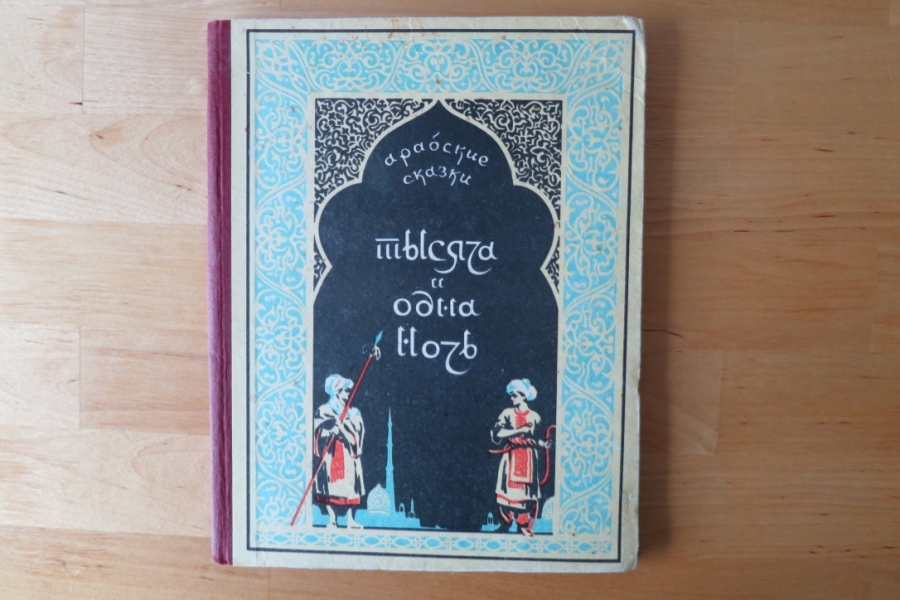 арабские
сказки
тысяча
и
одна
ночь